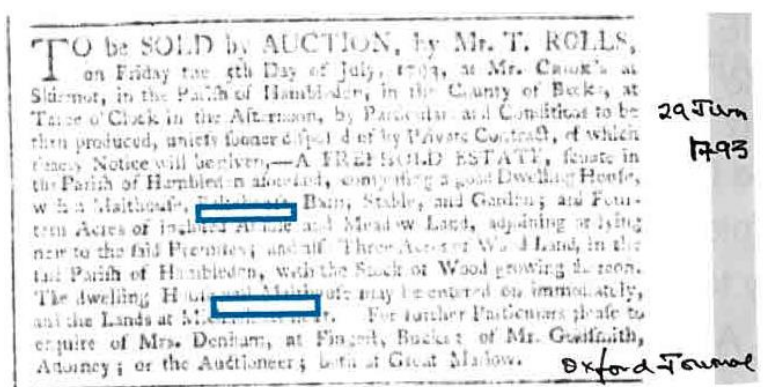 TO be SOLD by AUCTION, by Mr. T. ROLLS,
on Friday the 5th Day of July, 1793, at Mr. Crook's at
Skirmot, in the Parish of Hambleden, in the County of Bucks, at
Three o'Clock in the Afternoon, by Particulars and Conditions to be
then produced, unless sooner disposed of by Private Contract, of which
timely Notice will be given,—A FREEHOLD ESTATE, situate in
the Parish of Hambleden aforesaid, comprising a good Dwelling House,
with a Malthouse, Barn, Stable, and Garden; and Four-
teen Acres of inclosed Arable and Meadow Land, adjoining or lying
near to the said Premises; and also Three Acres of Wood Land, in the
said Parish of Hambleden, with the Stock of Wood growing thereon.
The dwelling House and Malthouse may be entered on immediately,
and the Lands at For further Particulars please to
enquire of Mrs. Denham, at Fingest, Bucks; of Mr. Goldsmith,
Attorney; or the Auctioneer; both at Great Marlow.
29 Jun
1793
Oxford Journal